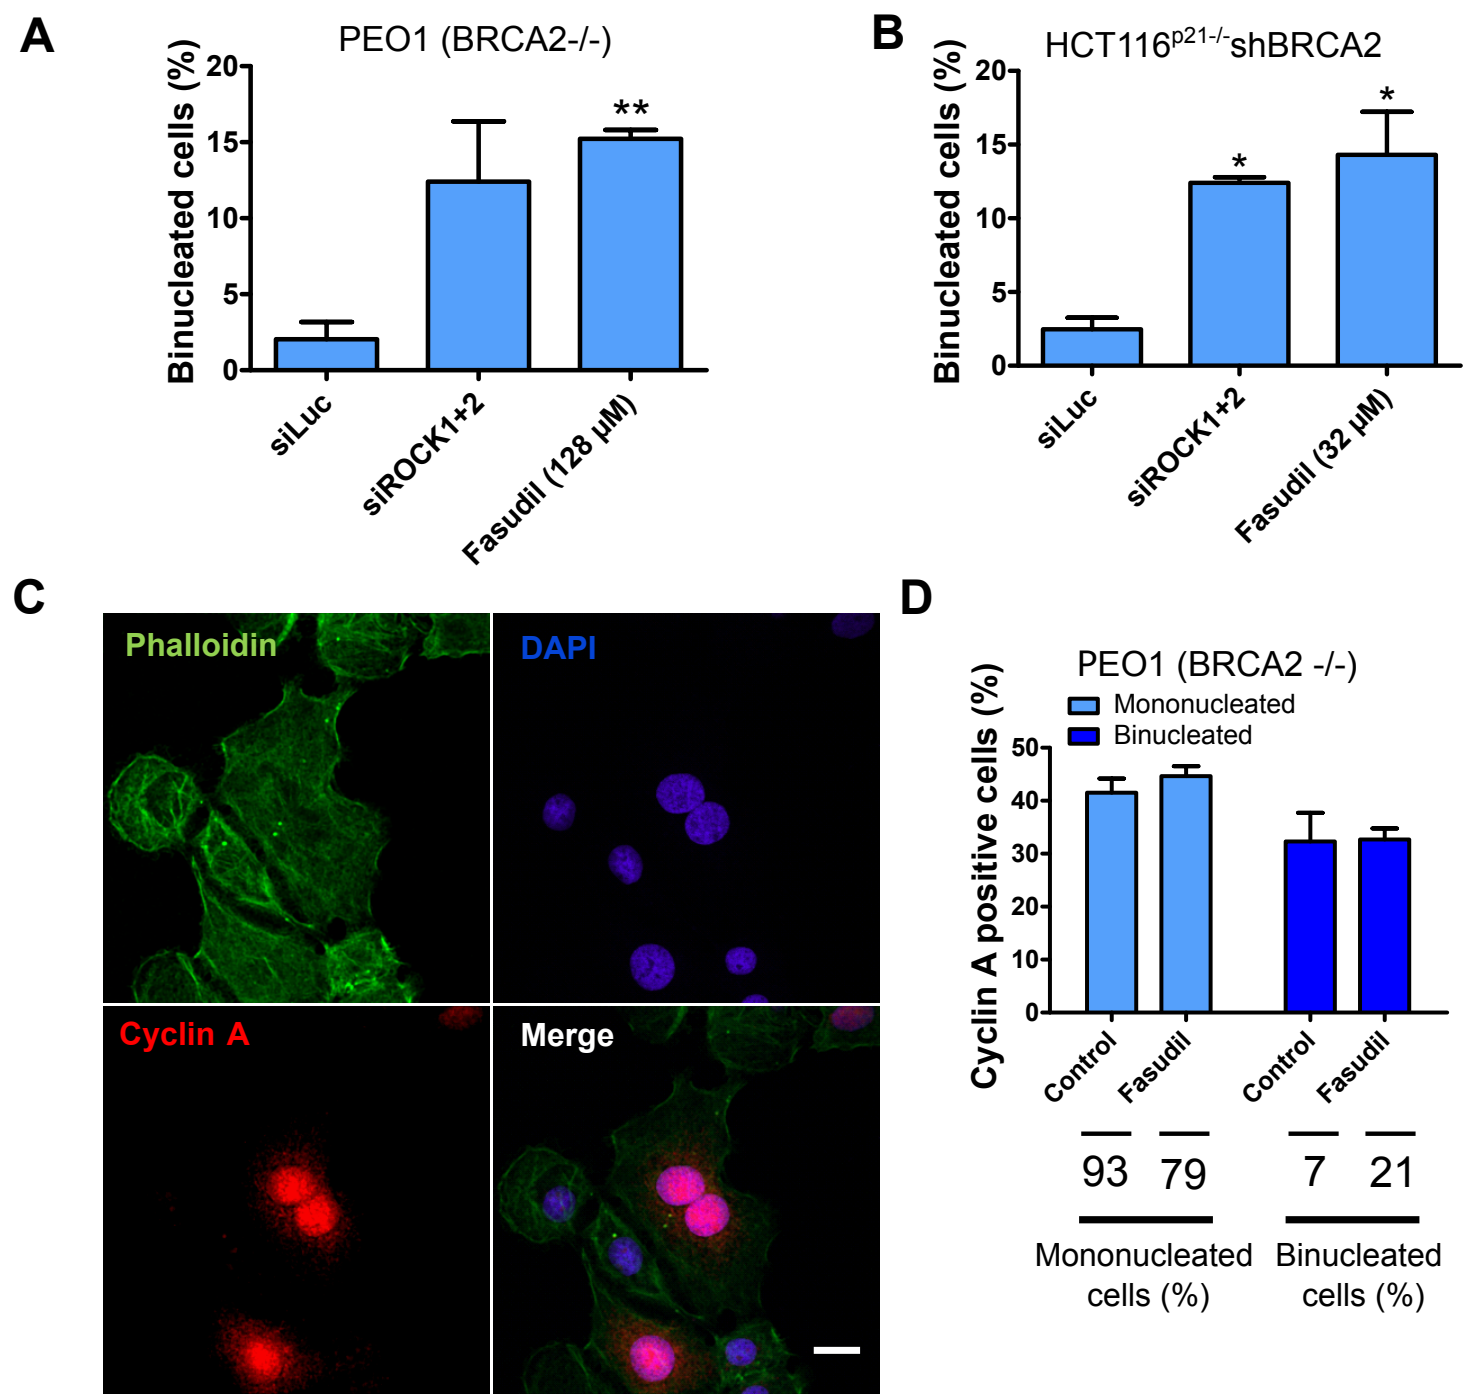 A
PEO1 (BRCA2-/-)
Binucleated cells (%)
20
15
10
5
0
**
siLuc
siROCK1+2
Fasudil (128 µM)
B
HCT116p21-/-shBRCA2
Binucleated cells (%)
20
15
10
5
0
*
*
siLuc
siROCK1+2
Fasudil (32 µM)
C
Phalloidin
DAPI
Cyclin A
Merge
D
PEO1 (BRCA2 -/-)
Mononucleated
Binucleated
Cyclin A positive cells (%)
50
40
30
20
10
0
Control
Fasudil
Control
Fasudil
93 79 7 21
Mononucleated
cells (%)
Binucleated
cells (%)